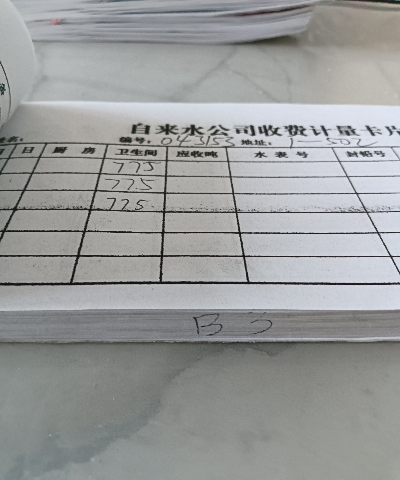 自来水公司收费计量卡片
编号: 043153 地址: 1-502
日 厨房 卫生间 应收吨 水表号 封铅号
775
775
775
B